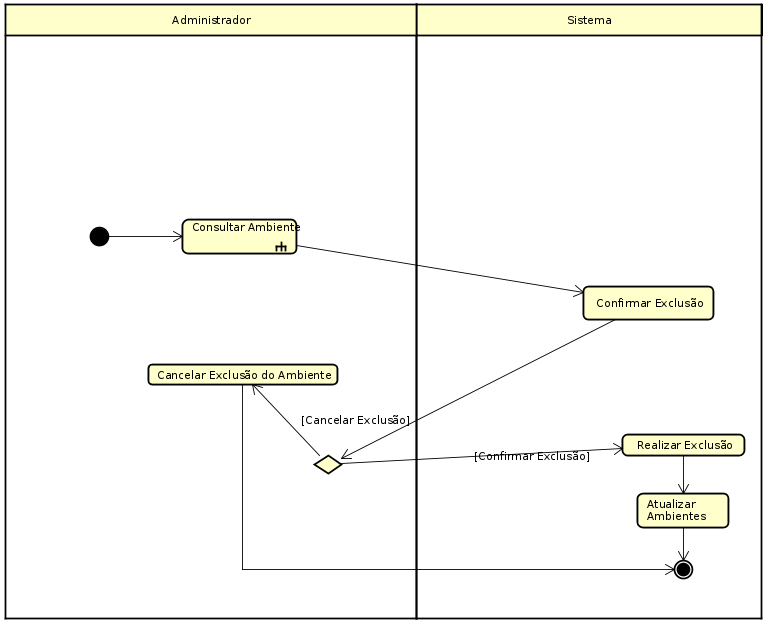 Administrador
Sistema
Consultar Ambiente
Confirmar Exclusão
Cancelar Exclusão do Ambiente
[Cancelar Exclusão]
Realizar Exclusão
[Confirmar Exclusão]
Atualizar
Ambientes